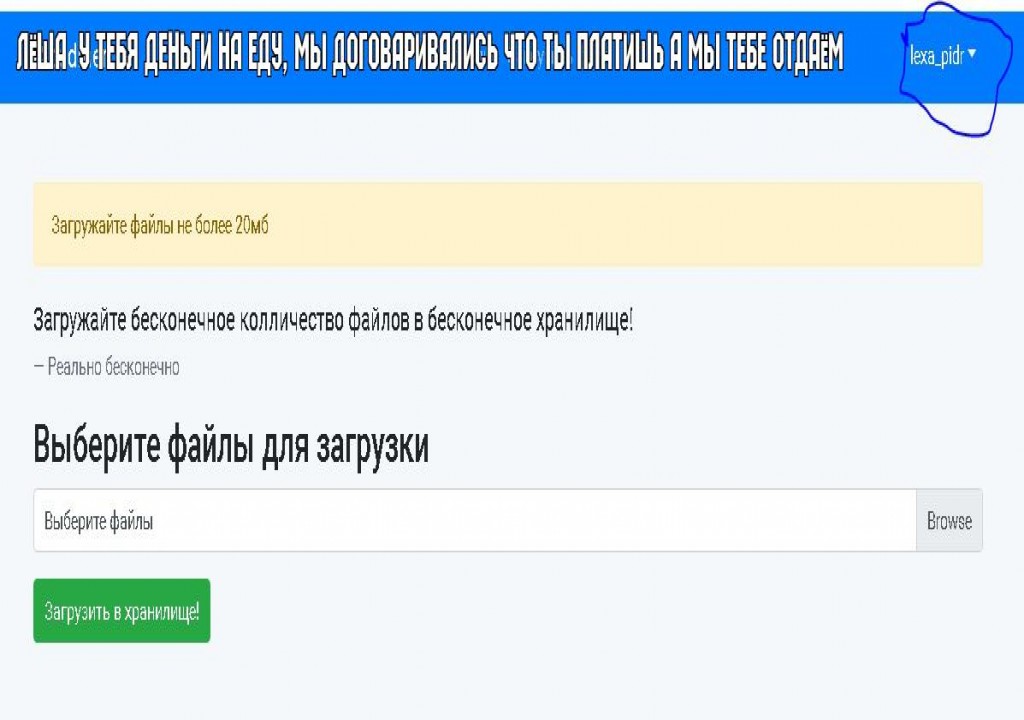 ЛЁША У ТЕБЯ ДЕНЬГИ НА ЕДУ, МЫ ДОГОВАРИВАЛИСЬ ЧТО ТЫ ПЛАТИШЬ А МЫ ТЕБЕ ОТДАЁМ
lexa_pidr
Загружайте файлы не более 20мб
Загружайте бесконечное колличество файлов в бесконечное хранилище!
— Реально бесконечно
Выберите файлы для загрузки
Выберите файлы
Browse
Загрузить в хранилище!